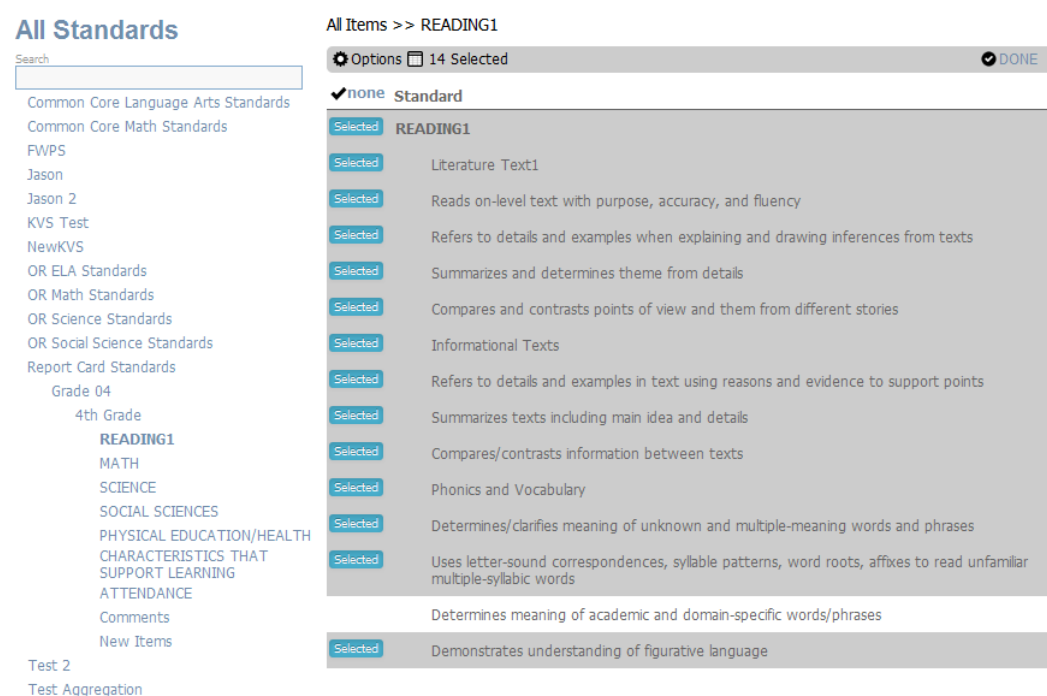 All Standards
Search
Common Core Language Arts Standards
Common Core Math Standards
FWPS
Jason
Jason 2
KVS Test
NewKVS
OR ELA Standards
OR Math Standards
OR Science Standards
OR Social Science Standards
Report Card Standards
Grade 04
4th Grade
READING1
MATH
SCIENCE
SOCIAL SCIENCES
PHYSICAL EDUCATION/HEALTH
CHARACTERISTICS THAT
SUPPORT LEARNING
ATTENDANCE
Comments
New Items
Test 2
Test Aggregation
All Items >> READING1
Options 14 Selected DONE
none Standard
Selected READING1
Selected Literature Text1
Selected Reads on-level text with purpose, accuracy, and fluency
Selected Refers to details and examples when explaining and drawing inferences from texts
Selected Summarizes and determines theme from details
Selected Compares and contrasts points of view and them from different stories
Selected Informational Texts
Selected Refers to details and examples in text using reasons and evidence to support points
Selected Summarizes texts including main idea and details
Selected Compares/contrasts information between texts
Selected Phonics and Vocabulary
Selected Determines/clarifies meaning of unknown and multiple-meaning words and phrases
Selected Uses letter-sound correspondences, syllable patterns, word roots, affixes to read unfamiliar
multiple-syllabic words
Determines meaning of academic and domain-specific words/phrases
Selected Demonstrates understanding of figurative language